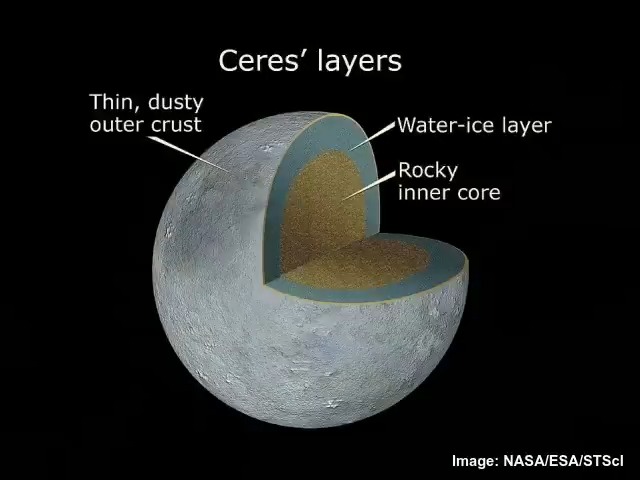 Ceres’ layers
Thin, dusty
outer crust
Water-ice layer
Rocky
inner core
Image: NASA/ESA/STScI